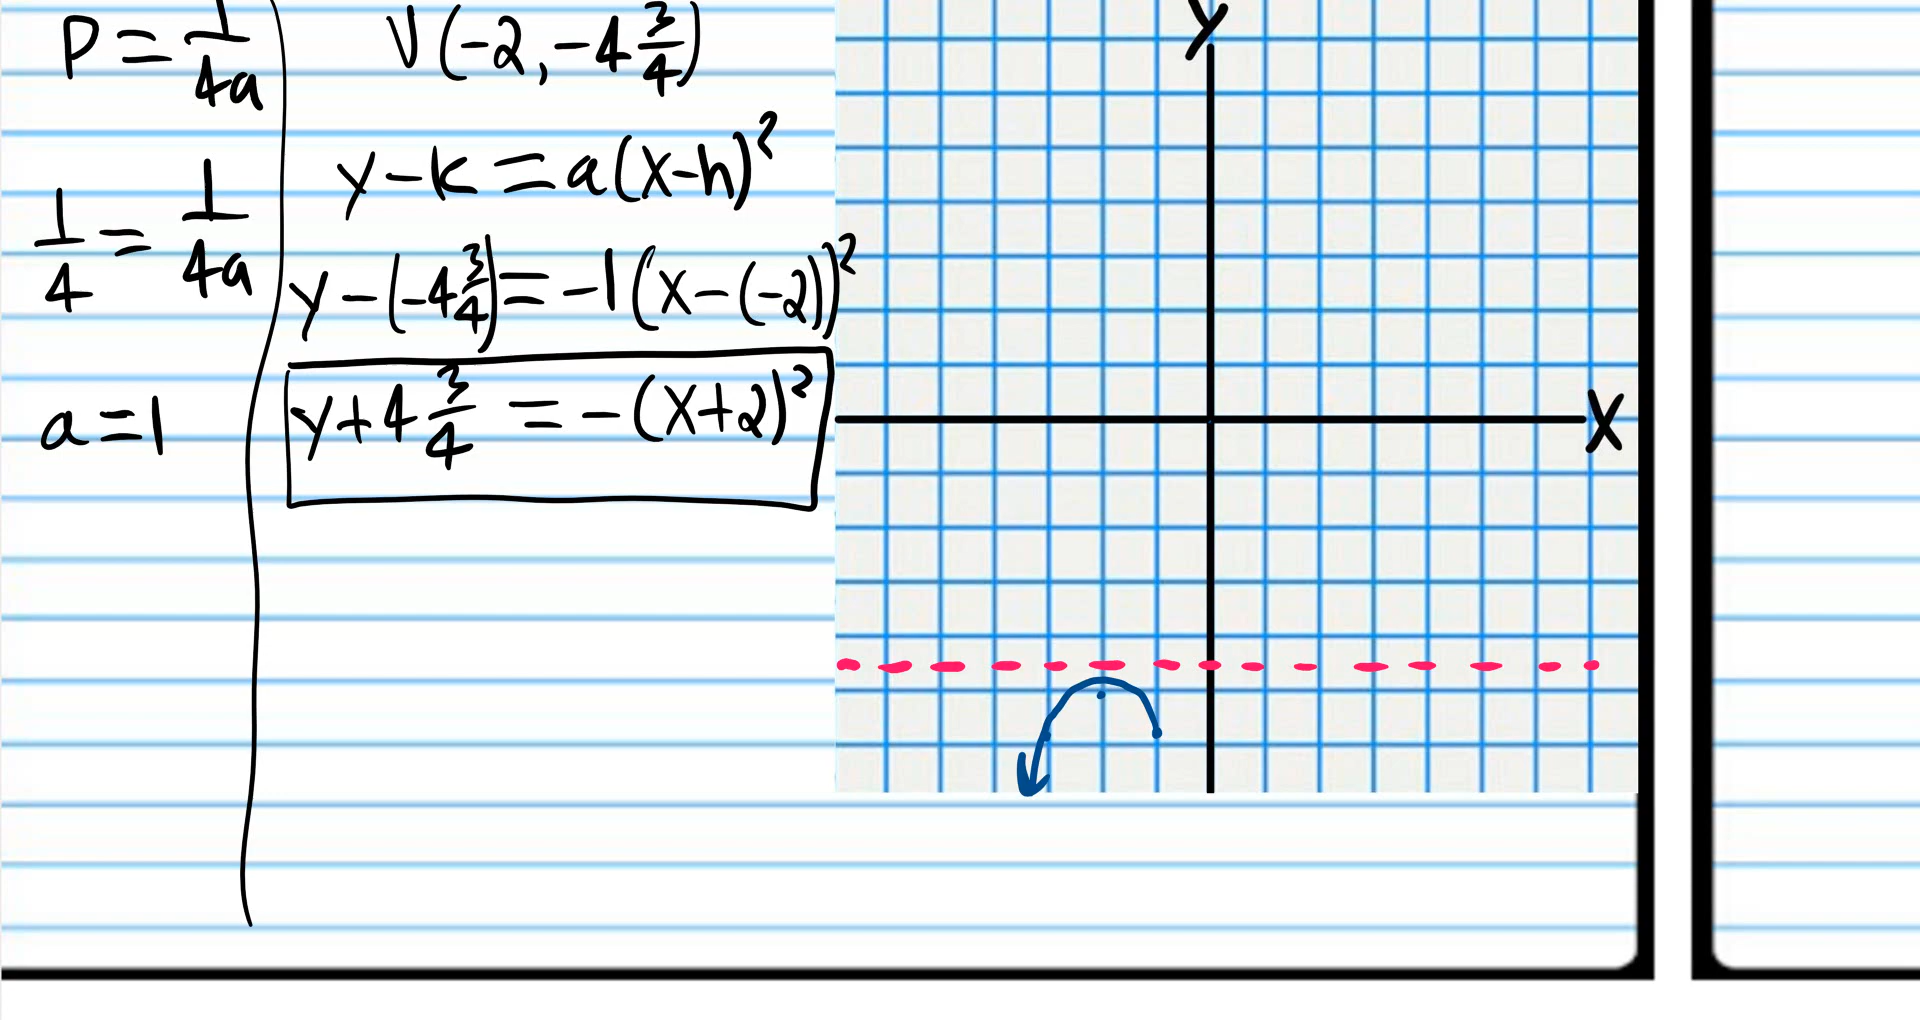 P = 1/4a
1/4 = 1/4a
a = 1
V(-2, -4 3/4)
y - k = a(x - h)²
y - (-4 3/4) = -1(x - (-2))²
y + 4 3/4 = -(x + 2)²
y
x